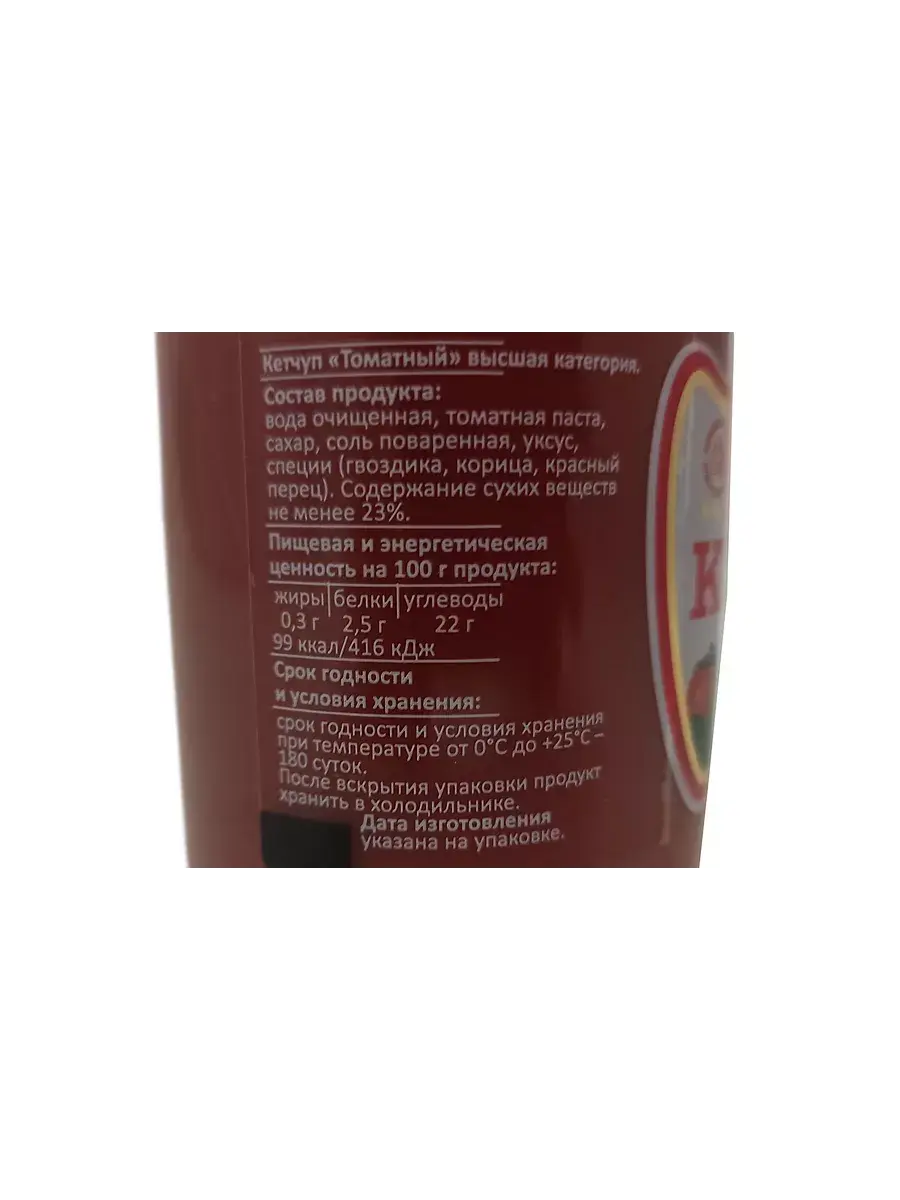 Кетчуп «Томатный» высшая категория.
Состав продукта:
вода очищенная, томатная паста,
сахар, соль поваренная, уксус,
специи (гвоздика, корица, красный
перец). Содержание сухих веществ
не менее 23%.
Пищевая и энергетическая
ценность на 100 г продукта:
жиры белки углеводы
0,3 г 2,5 г 22 г
99 ккал/416 кДж
Срок годности
и условия хранения:
срок годности и условия хранения
при температуре от 0°С до +25°С –
180 суток.
После вскрытия упаковки продукт
хранить в холодильнике.
Дата изготовления
указана на упаковке.
К